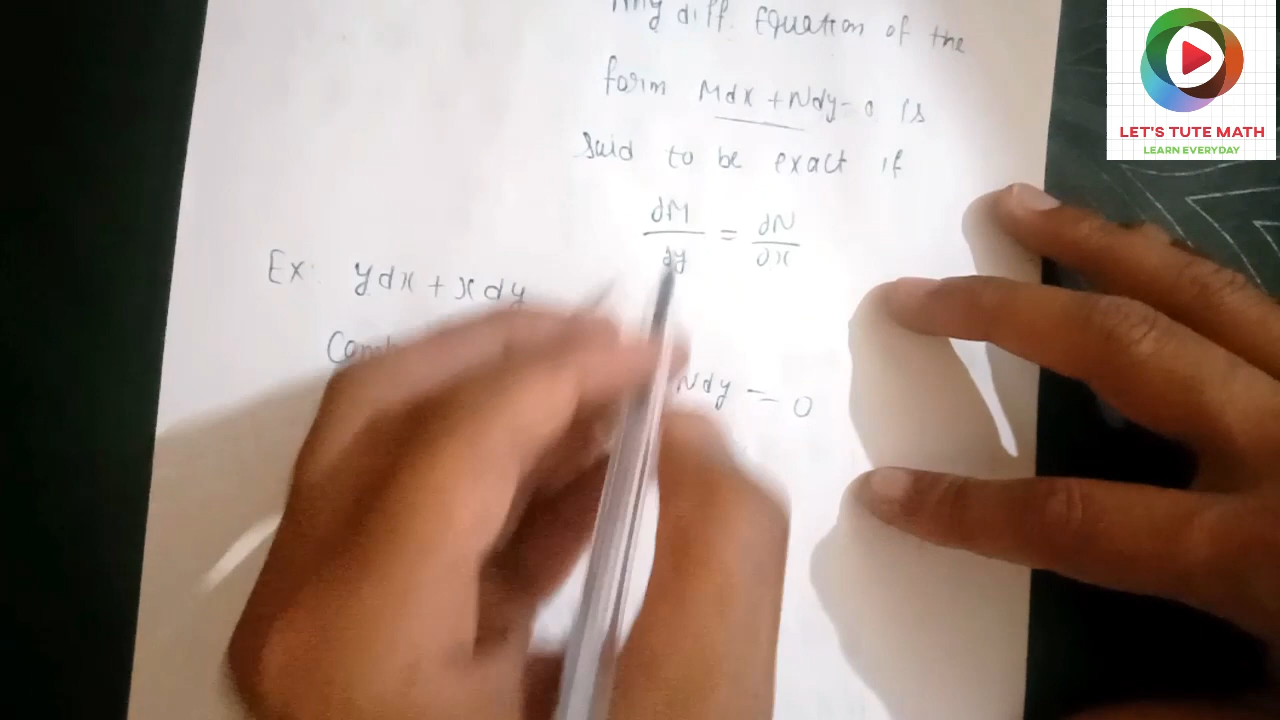 diff. Equation of the
form Mdx + Ndy = 0 is
said to be exact if
∂M/∂y = ∂N/∂x
Ex: ydx + xdy
Ndy = 0
LET'S TUTE MATH
LEARN EVERYDAY